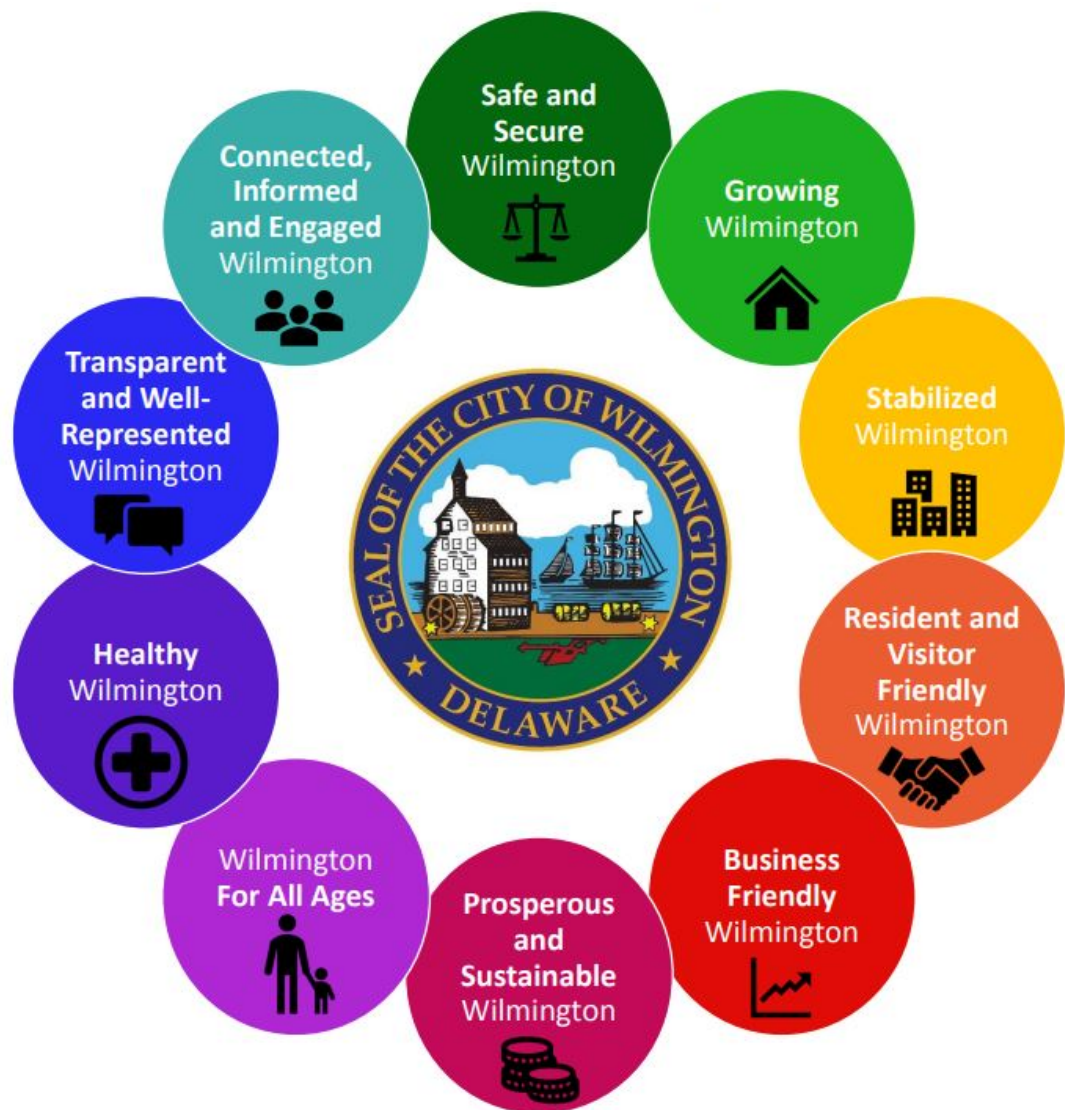 Safe and
Secure
Wilmington
Growing
Wilmington
Stabilized
Wilmington
Resident and
Visitor
Friendly
Wilmington
Business
Friendly
Wilmington
Prosperous
and
Sustainable
Wilmington
Wilmington
For All Ages
Healthy
Wilmington
Transparent
and Well-
Represented
Wilmington
Connected,
Informed
and Engaged
Wilmington
SEAL OF THE CITY OF WILMINGTON
DELAWARE